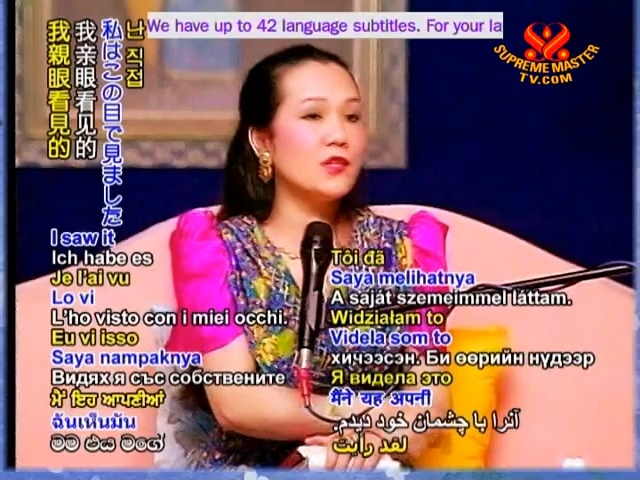 We have up to 42 language subtitles. For your la
SUPREME MASTER
TV.COM
난 직접
私はこの目で見ました
我亲眼看见的
我親眼看見的
I saw it
Ich habe es
Je l'ai vu
Lo vi
L'ho visto con i miei occhi.
Eu vi isso
Saya nampaknya
Видях я със собствените
ਮੈਂ ਇਹ ਆਪਣੀਆਂ
ฉันเห็นมัน
මම එය මගේ
Tôi đã
Saya melihatnya
A saját szemeimmel láttam.
Widziałam to
Videla som to
хичээсэн. Би өөрийн нүдээр
Я видела это
मैंने यह अपनी
آنرا با چشمان خود دیدم.
لقد رأيت